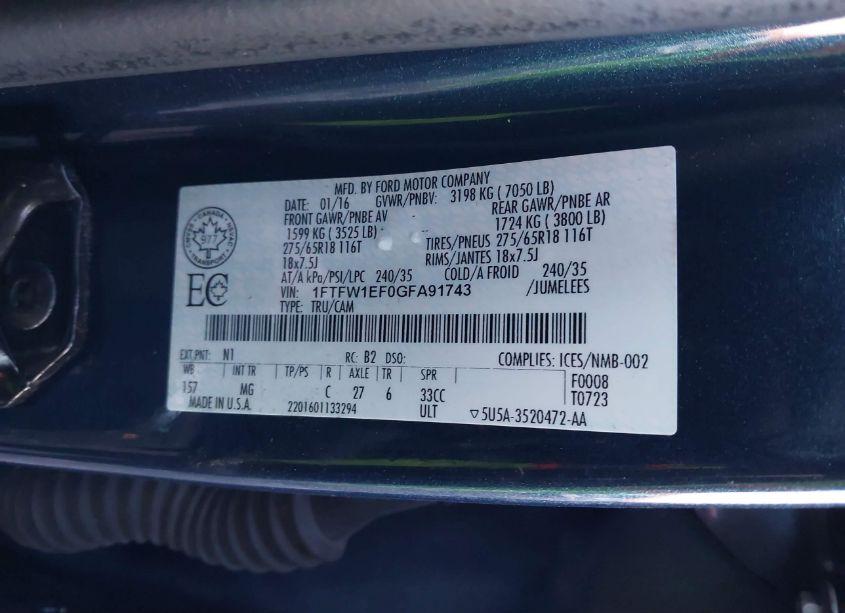 MFD. BY FORD MOTOR COMPANY
DATE: 01/16 GVWR/PNBV: 3198 KG ( 7050 LB)
FRONT GAWR/PNBE AV REAR GAWR/PNBE AR
1599 KG ( 3525 LB) 1724 KG ( 3800 LB)
275/65R18 116T TIRES/PNEUS 275/65R18 116T
18x7.5J RIMS/JANTES 18x7.5J
AT/A kPa/PSI/LPC 240/35 COLD/A FROID 240/35
VIN: 1FTFW1EF0GFA91743 /JUMELEES
TYPE: TRU/CAM
CANADA
977
TRANSPORT
EC
EXT PNT: N1 RC: B2 DSO: COMPLIES: ICES/NMB-002
WB INT TR TP/PS R AXLE TR SPR F0008
157 MG C 27 6 33CC T0723
MADE IN U.S.A. 2201601133294 ULT ▽5U5A-3520472-AA